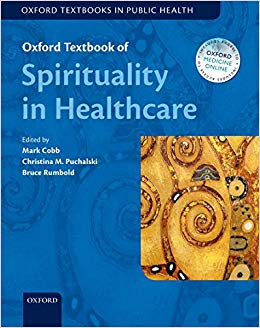 OXFORD TEXTBOOKS IN PUBLIC HEALTH
Oxford Textbook of
Spirituality
in Healthcare
Edited by
Mark Cobb
Christina M. Puchalski
Bruce Rumbold
OXFORD
MEDICINE
ONLINE
OXFORD